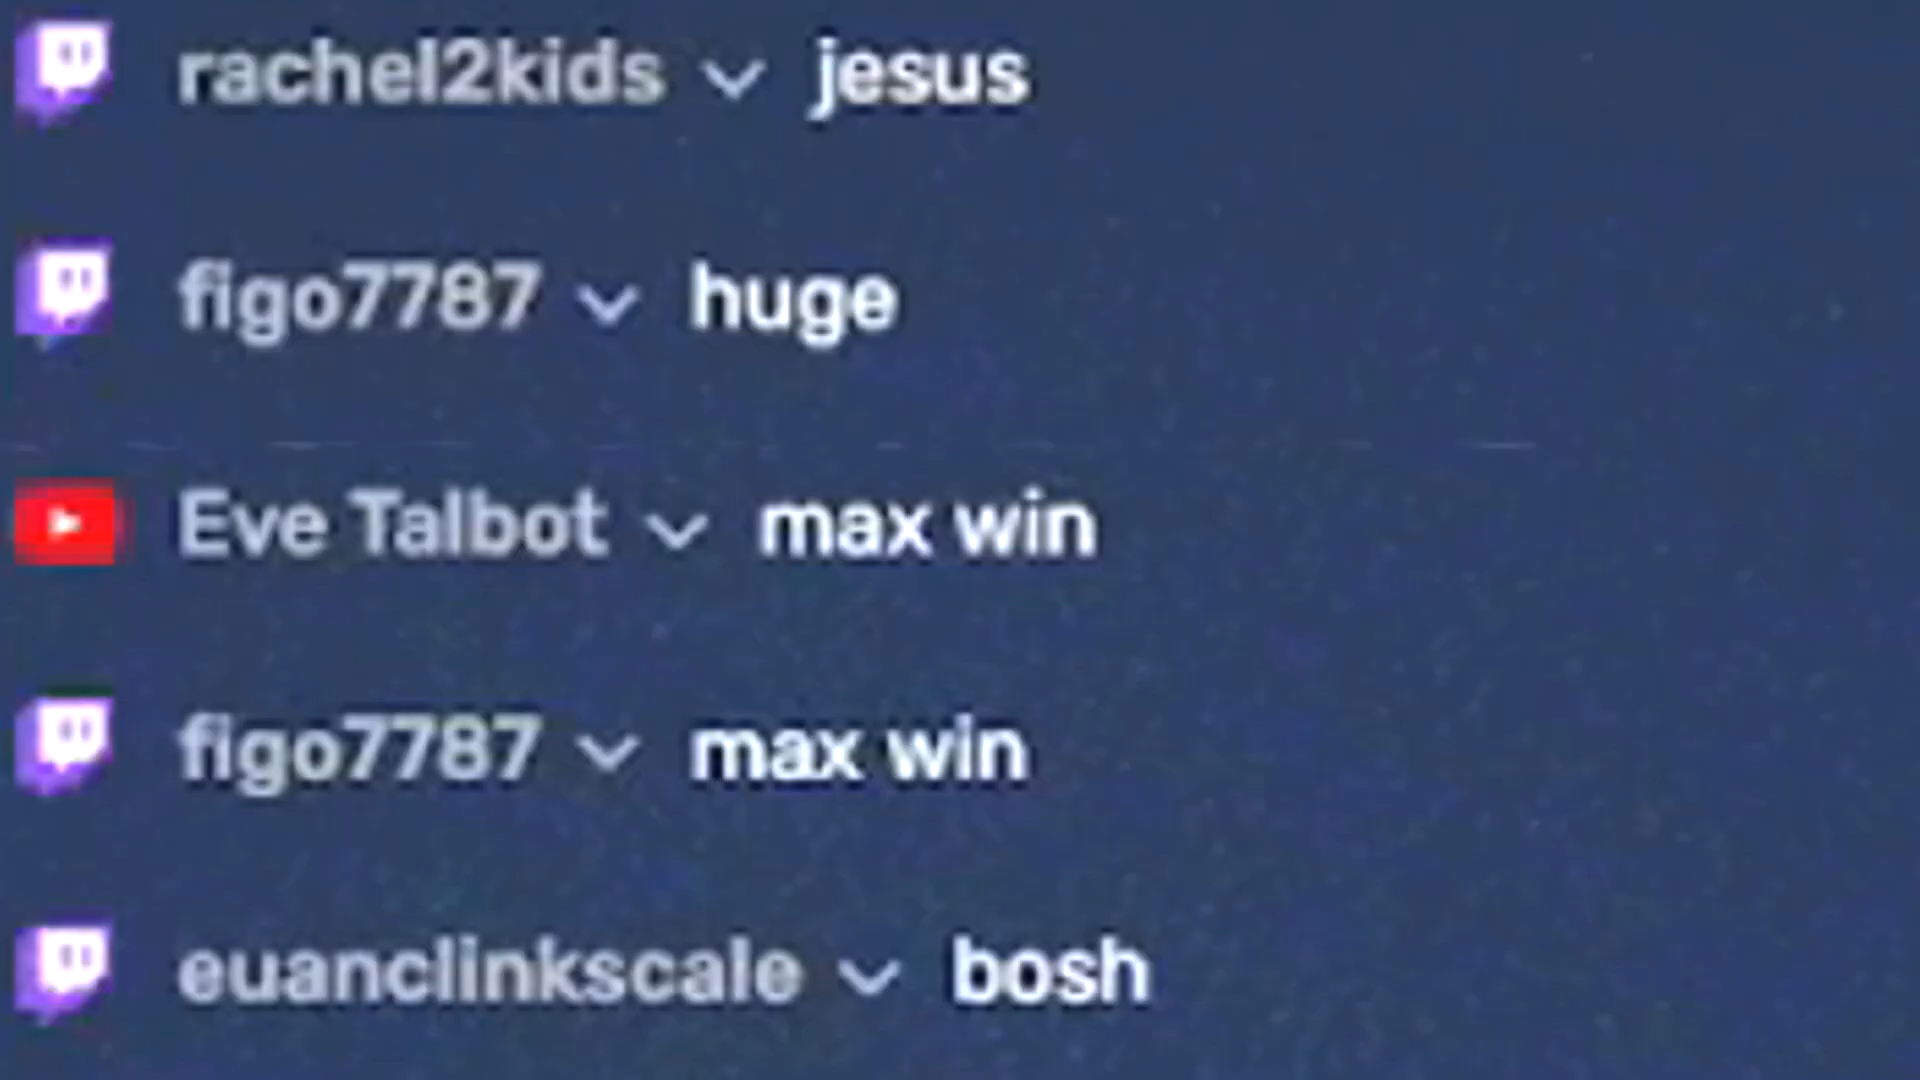 rachel2kids jesus
figo7787 huge
Eve Talbot max win
figo7787 max win
euanclinkscale bosh